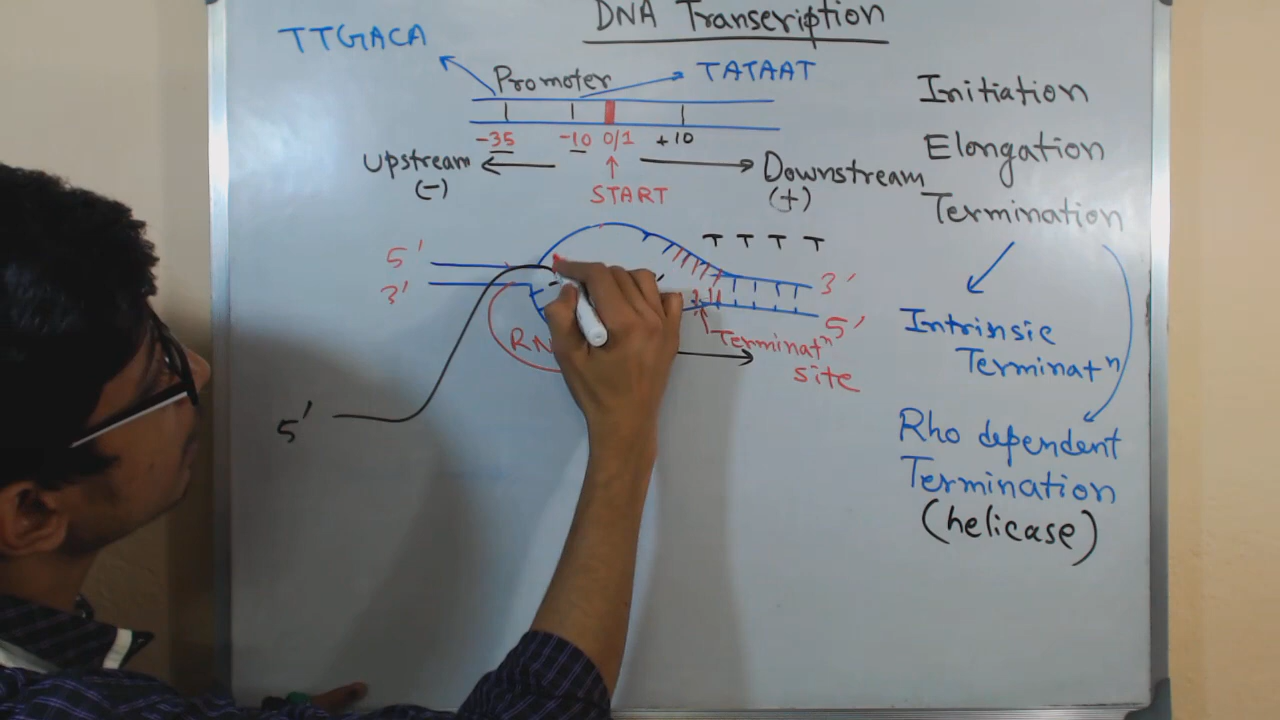 DNA Transcription
TTGACA
Promoter
TATAAT
-35 -10 0/1 +10
Upstream
(-)
START
Downstream
(+)
T T T T
5' 3'
3' 5'
RN
Terminatⁿ
site
5'
Initiation
Elongation
Termination
Intrinsic
Terminatⁿ
Rho dependent
Termination
(helicase)